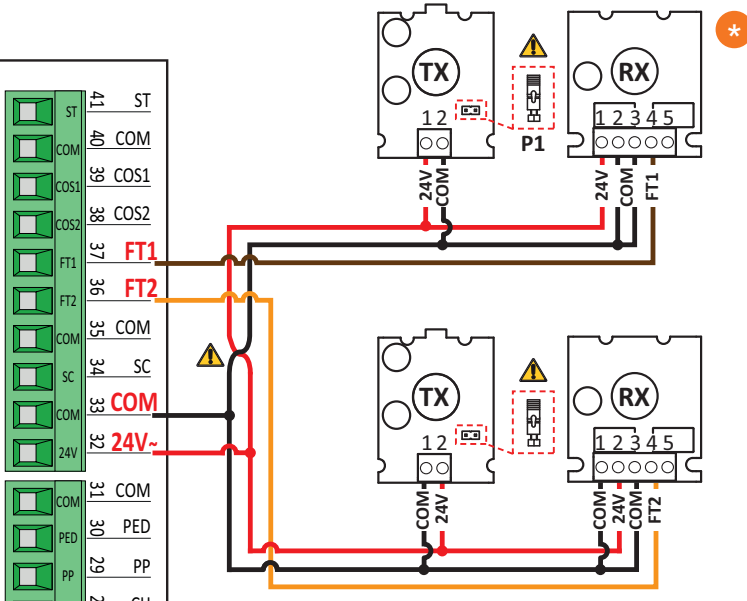 41 ST
ST
40 COM
COM
39 COS1
COS1
38 COS2
COS2
37 FT1
FT1
36 FT2
FT2
35 COM
COM
34 SC
SC
33 COM
COM
32 24V~
24V
31 COM
COM
30 PED
PED
29 PP
PP
*
TX
1 2
24V
COM
P1
RX
1 2 3 4 5
24V
COM
FT1
TX
1 2
COM
24V
RX
1 2 3 4 5
COM
24V
COM
FT2